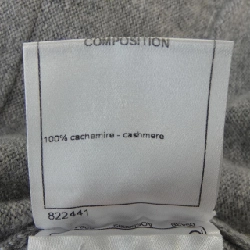 COMPOSITION
100% cachemire - cashmere
822441